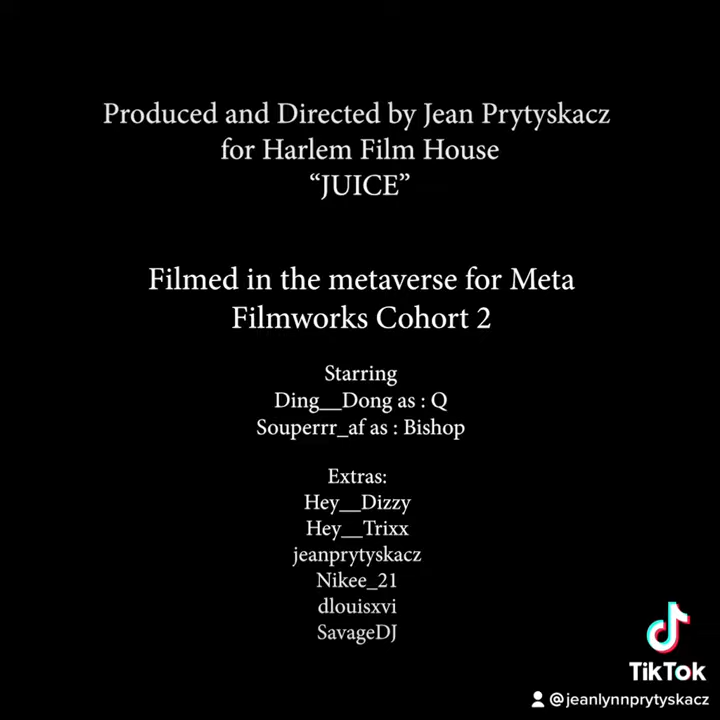 Produced and Directed by Jean Prytyskacz
for Harlem Film House
“JUICE”
Filmed in the metaverse for Meta
Filmworks Cohort 2
Starring
Ding__Dong as : Q
Souperrr_af as : Bishop
Extras:
Hey__Dizzy
Hey__Trixx
jeanprytyskacz
Nikee_21
dlouisxvi
SavageDJ
TikTok
@jeanlynnprytyskacz